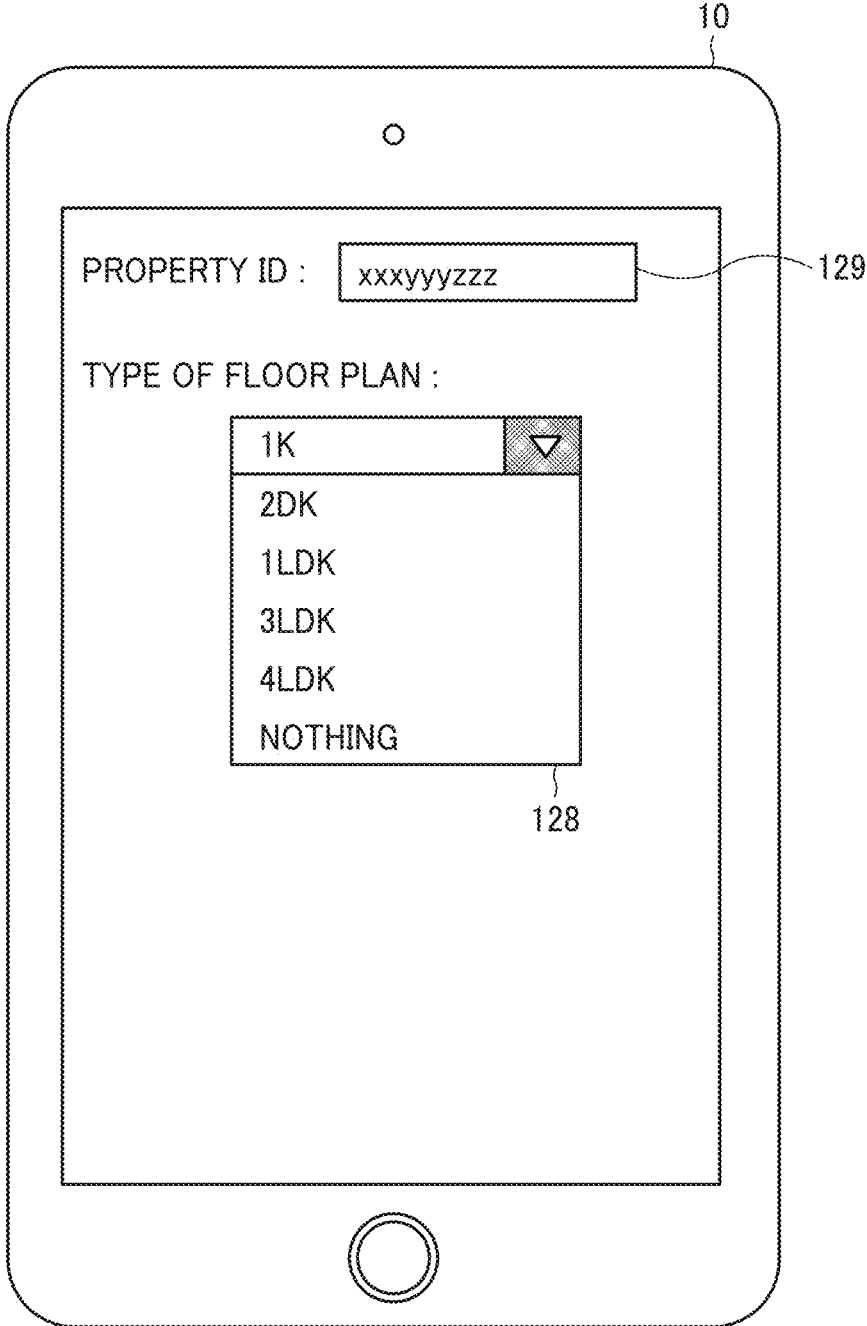 10
PROPERTY ID : xxxyyyzzz
129
TYPE OF FLOOR PLAN :
1K
2DK
1LDK
3LDK
4LDK
NOTHING
128